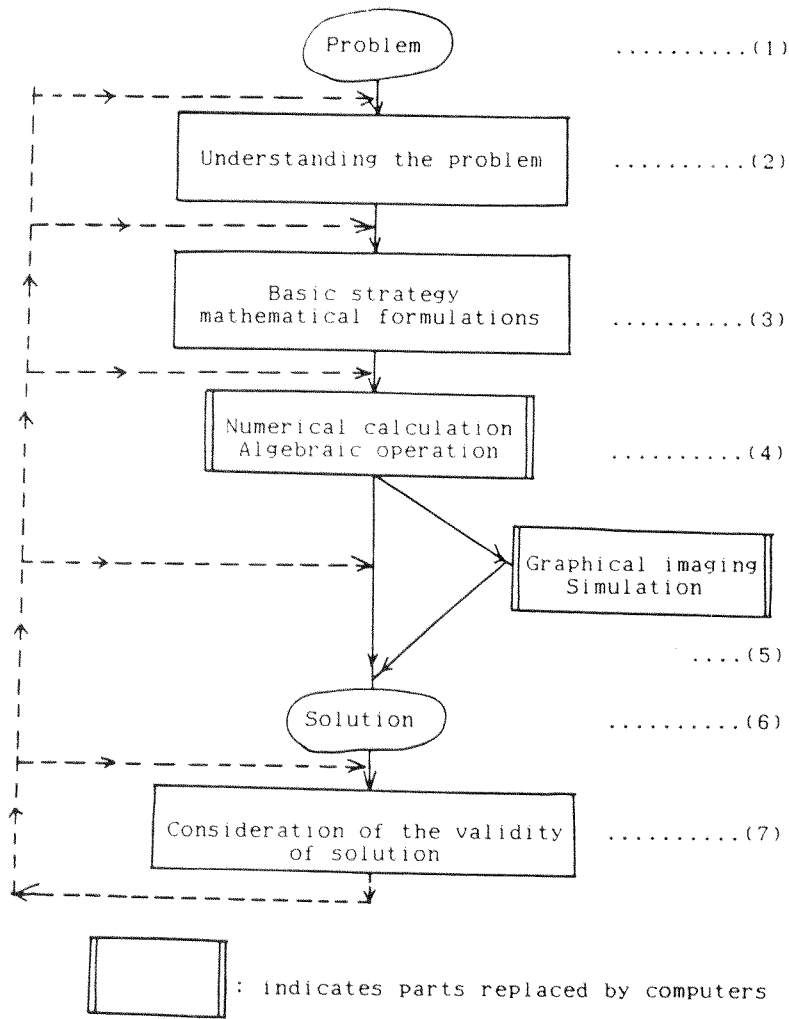 Problem ..........(1)
Understanding the problem ..........(2)
Basic strategy
mathematical formulations ..........(3)
Numerical calculation
Algebraic operation ..........(4)
Graphical imaging
Simulation
....(5)
Solution ..........(6)
Consideration of the validity ..........(7)
of solution
: indicates parts replaced by computers